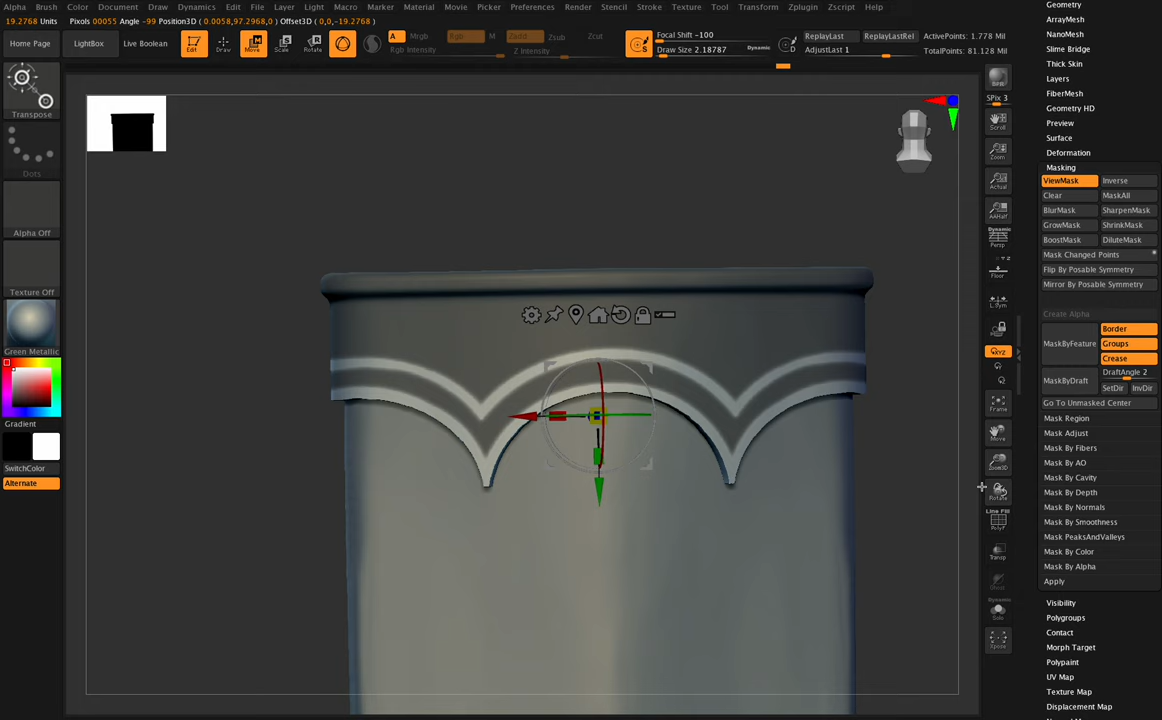 Alpha Brush Color Document Draw Dynamics Edit File Layer Light Macro Marker Material Movie Picker Preferences Render Stencil Stroke Texture Tool Transform Zplugin Zscript Help
19.2768 Mil Pixols 00055 Angle -99 Position3D ( 0.0058,97.2968,0 ) Offset3D ( 0,0,-19.2768 )
Home Page
LightBox
Live Boolean
Edit
Draw
Move
Scale
Rotate
A
Mrgb
Rgb
M
Rgb Intensity
Zadd
Zsub
Zcut
Z Intensity
S
Focal Shift -100
Draw Size 2.18787
Dynamic
D
ReplayLast
ReplayLastRel
AdjustLast 1
ActivePoints: 1.778 Mil
TotalPoints: 81.128 Mil
Transpose
Dots
Alpha Off
Texture Off
Green Metallic
Gradient
SwitchColor
Alternate
SPix 3
Scroll
Zoom
Actual
AAHalf
Dynamic
Persp
Floor
L.Sym
XYZ
Frame
Move
Zoom3D
Rotate
Line Fill
PolyF
Transp
Ghost
Dynamic
Solo
Xpose
Geometry
ArrayMesh
NanoMesh
Slime Bridge
Thick Skin
Layers
FiberMesh
Geometry HD
Preview
Surface
Deformation
Masking
ViewMask Inverse
Clear MaskAll
BlurMask SharpenMask
GrowMask ShrinkMask
BoostMask DiluteMask
Mask Changed Points
Flip By Posable Symmetry
Mirror By Posable Symmetry
Create Alpha
MaskByFeature
Border
Groups
Crease
MaskByDraft
DraftAngle 2
SetDir InvDir
Go To Unmasked Center
Mask Region
Mask Adjust
Mask By Fibers
Mask By AO
Mask By Cavity
Mask By Depth
Mask By Normals
Mask By Smoothness
Mask PeaksAndValleys
Mask By Color
Mask By Alpha
Apply
Visibility
Polygroups
Contact
Morph Target
Polypaint
UV Map
Texture Map
Displacement Map